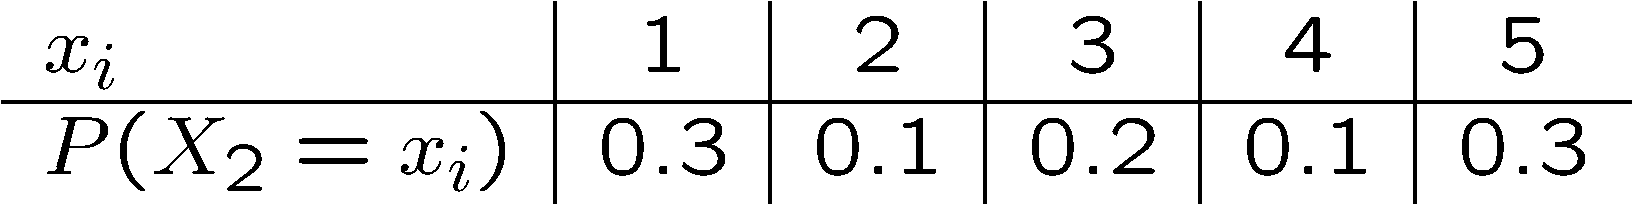 x_i 1 2 3 4 5
P(X_2 = x_i) 0.3 0.1 0.2 0.1 0.3